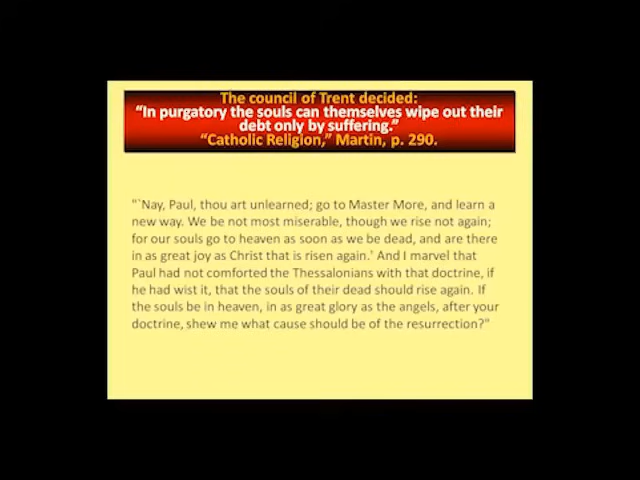 The council of Trent decided:
“In purgatory the souls can themselves wipe out their
debt only by suffering.”
“Catholic Religion,” Martin, p. 290.
"`Nay, Paul, thou art unlearned; go to Master More, and learn a
new way. We be not most miserable, though we rise not again;
for our souls go to heaven as soon as we be dead, and are there
in as great joy as Christ that is risen again.' And I marvel that
Paul had not comforted the Thessalonians with that doctrine, if
he had wist it, that the souls of their dead should rise again. If
the souls be in heaven, in as great glory as the angels, after your
doctrine, shew me what cause should be of the resurrection?"